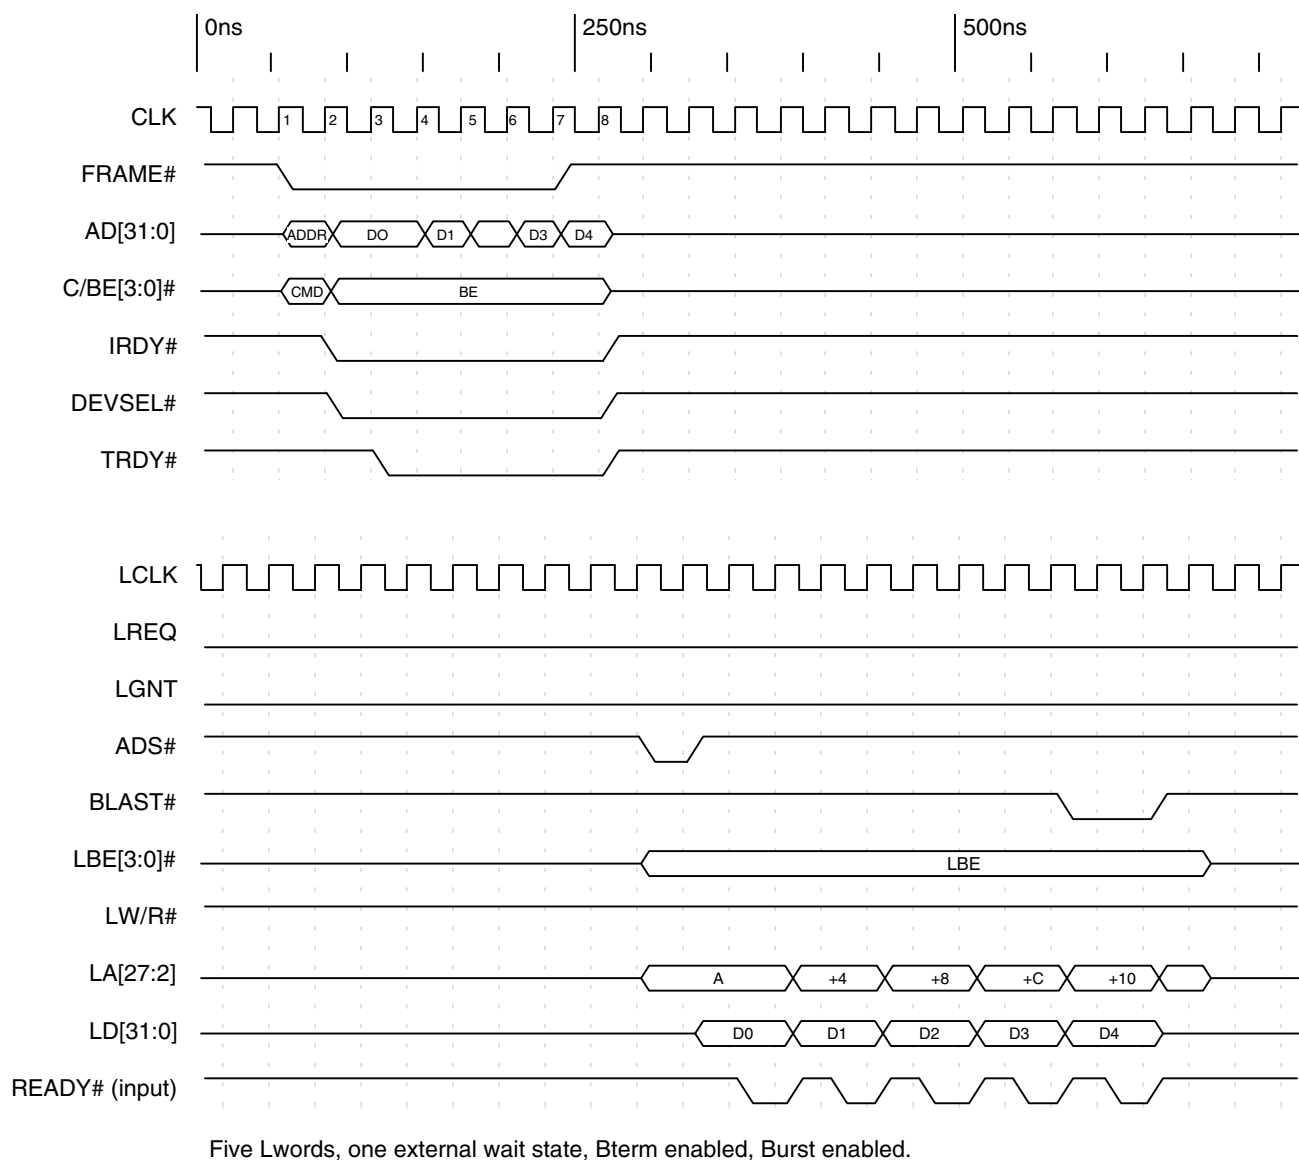 0ns 250ns 500ns
CLK 1 2 3 4 5 6 7 8
FRAME#
AD[31:0] ADDR DO D1 D3 D4
C/BE[3:0]# CMD BE
IRDY#
DEVSEL#
TRDY#
LCLK
LREQ
LGNT
ADS#
BLAST#
LBE[3:0]# LBE
LW/R#
LA[27:2] A +4 +8 +C +10
LD[31:0] D0 D1 D2 D3 D4
READY# (input)
Five Lwords, one external wait state, Bterm enabled, Burst enabled.